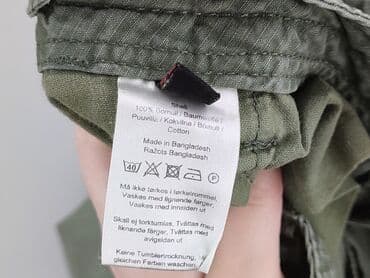 Shell
100% Bomull / Baumwolle /
Puuvilla / Kokvilna / Bomuld /
Cotton
Made in Bangladesh
Ražots Bangladesh
40
P
Må ikke tørkes i tørketrommel,
Vaskes med lignende farger,
Vaskes med innsiden ut
Skall ej torktumlas, Tvättas med
liknande färger, Tvättas med
avigsidan ut
Keine Tumblertrocknung, Mit
gleichen Farben waschen,